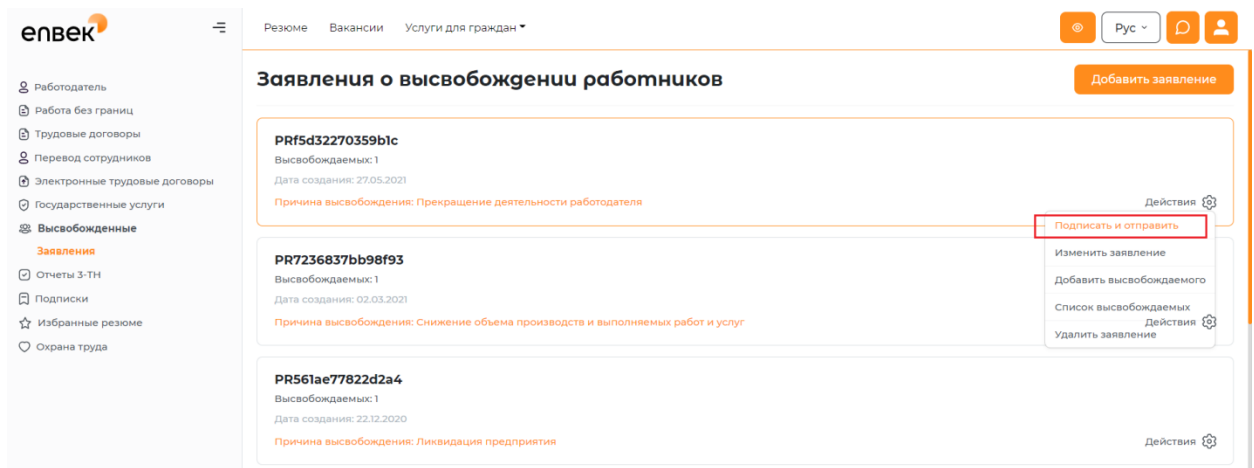 enбek
Резюме Вакансии Услуги для граждан
Рус
Работодатель
Работа без границ
Трудовые договоры
Перевод сотрудников
Электронные трудовые договоры
Государственные услуги
Высвобожденные
Заявления
Отчеты 3-ТН
Подписки
Избранные резюме
Охрана труда
Заявления о высвобождении работников
Добавить заявление
PRf5d32270359b1c
Высвобождаемых: 1
Дата создания: 27.05.2021
Причина высвобождения: Прекращение деятельности работодателя
Действия
Подписать и отправить
Изменить заявление
Добавить высвобождаемого
Список высвобождаемых
Удалить заявление
PR7236837bb98f93
Высвобождаемых: 1
Дата создания: 02.03.2021
Причина высвобождения: Снижение объема производств и выполняемых работ и услуг
Действия
PR561ae77822d2a4
Высвобождаемых: 1
Дата создания: 22.12.2020
Причина высвобождения: Ликвидация предприятия
Действия